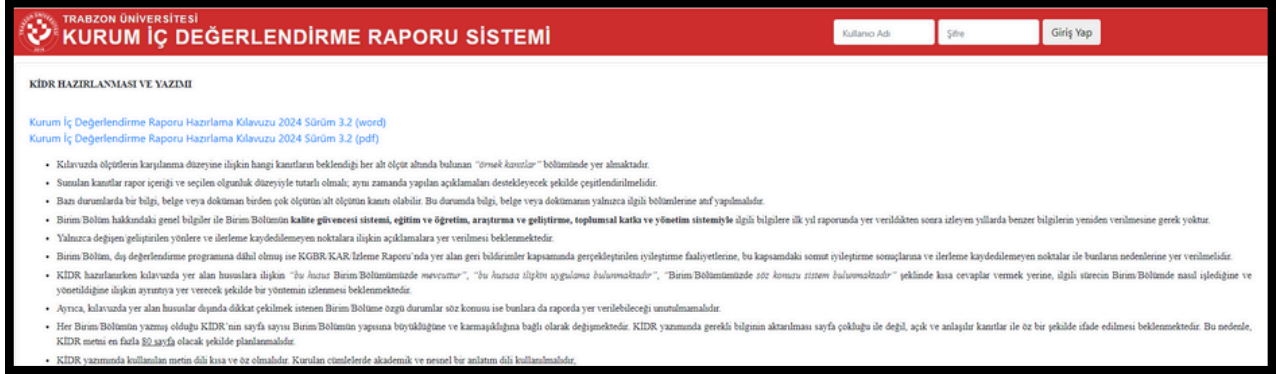 TRABZON ÜNİVERSİTESİ
KURUM İÇ DEĞERLENDİRME RAPORU SİSTEMİ
Kullanıcı Adı
Şifre
Giriş Yap
KİDR HAZIRLANMASI VE YAZIMI
Kurum İç Değerlendirme Raporu Hazırlama Kılavuzu 2024 Sürüm 3.2 (word)
Kurum İç Değerlendirme Raporu Hazırlama Kılavuzu 2024 Sürüm 3.2 (pdf)
• Kılavuzda ölçütlerin karşılanma düzeyine ilişkin hangi kanıtların beklendiği her alt ölçüt altında bulunan "örnek kanıtlar" bölümünde yer almaktadır.
• Sunulan kanıtlar rapor içeriği ve seçilen olgunluk düzeyiyle tutarlı olmalı; aynı zamanda yapılan açıklamaları destekleyecek şekilde çeşitlendirilmelidir.
• Bazı durumlarda bir bilgi, belge veya doküman birden çok ölçütün/alt ölçütün kanıtı olabilir. Bu durumda bilgi, belge veya dokümanın yalnızca ilgili bölümlerine atıf yapılmalıdır.
• Birim/Bölüm hakkındaki genel bilgiler ile Birim/Bölümün kalite güvencesi sistemi, eğitim ve öğretim, araştırma ve geliştirme, toplumsal katkı ve yönetim sistemiyle ilgili bilgilere ilk yıl raporunda yer verildikten sonra izleyen yıllarda benzer bilgilerin yeniden verilmesine gerek yoktur.
• Yalnızca değişen/geliştirilen yönlere ve ilerleme kaydedilemeyen noktalara ilişkin açıklamalara yer verilmesi beklenmektedir.
• Birim/Bölüm, dış değerlendirme programına dâhil olmuş ise KGBR/KAR/İzleme Raporu'nda yer alan geri bildirimler kapsamında gerçekleştirilen iyileştirme faaliyetlerine, bu kapsamdaki somut iyileştirme sonuçlarına ve ilerleme kaydedilemeyen noktalar ile bunların nedenlerine yer verilmelidir.
• KİDR hazırlanırken kılavuzda yer alan hususlara ilişkin "bu husus Birim/Bölümümüzde mevcuttur", "bu hususa ilişkin uygulama bulunmaktadır", "Birim/Bölümümüzde söz konusu sistem bulunmaktadır" şeklinde kısa cevaplar vermek yerine, ilgili sürecin Birim/Bölümde nasıl işlediğine ve
yönetildiğine ilişkin ayrıntıya yer verecek şekilde bir yöntemin izlenmesi beklenmektedir.
• Ayrıca, kılavuzda yer alan hususlar dışında dikkat çekilmek istenen Birim/Bölüme özgü durumlar söz konusu ise bunlara da raporda yer verilebileceği unutulmamalıdır.
• Her Birim/Bölümün yazmış olduğu KİDR'nin sayfa sayısı Birim/Bölümün yapısına büyüklüğüne ve karmaşıklığına bağlı olarak değişmektedir. KİDR yazımında gerekli bilginin aktarılması sayfa çokluğu ile değil, açık ve anlaşılır kanıtlar ile öz bir şekilde ifade edilmesi beklenmektedir. Bu nedenle,
KİDR metni en fazla 80 sayfa olacak şekilde planlanmalıdır.
• KİDR yazımında kullanılan metin dili kısa ve öz olmalıdır. Kurulan cümlelerde akademik ve nesnel bir anlatım dili kullanılmalıdır,